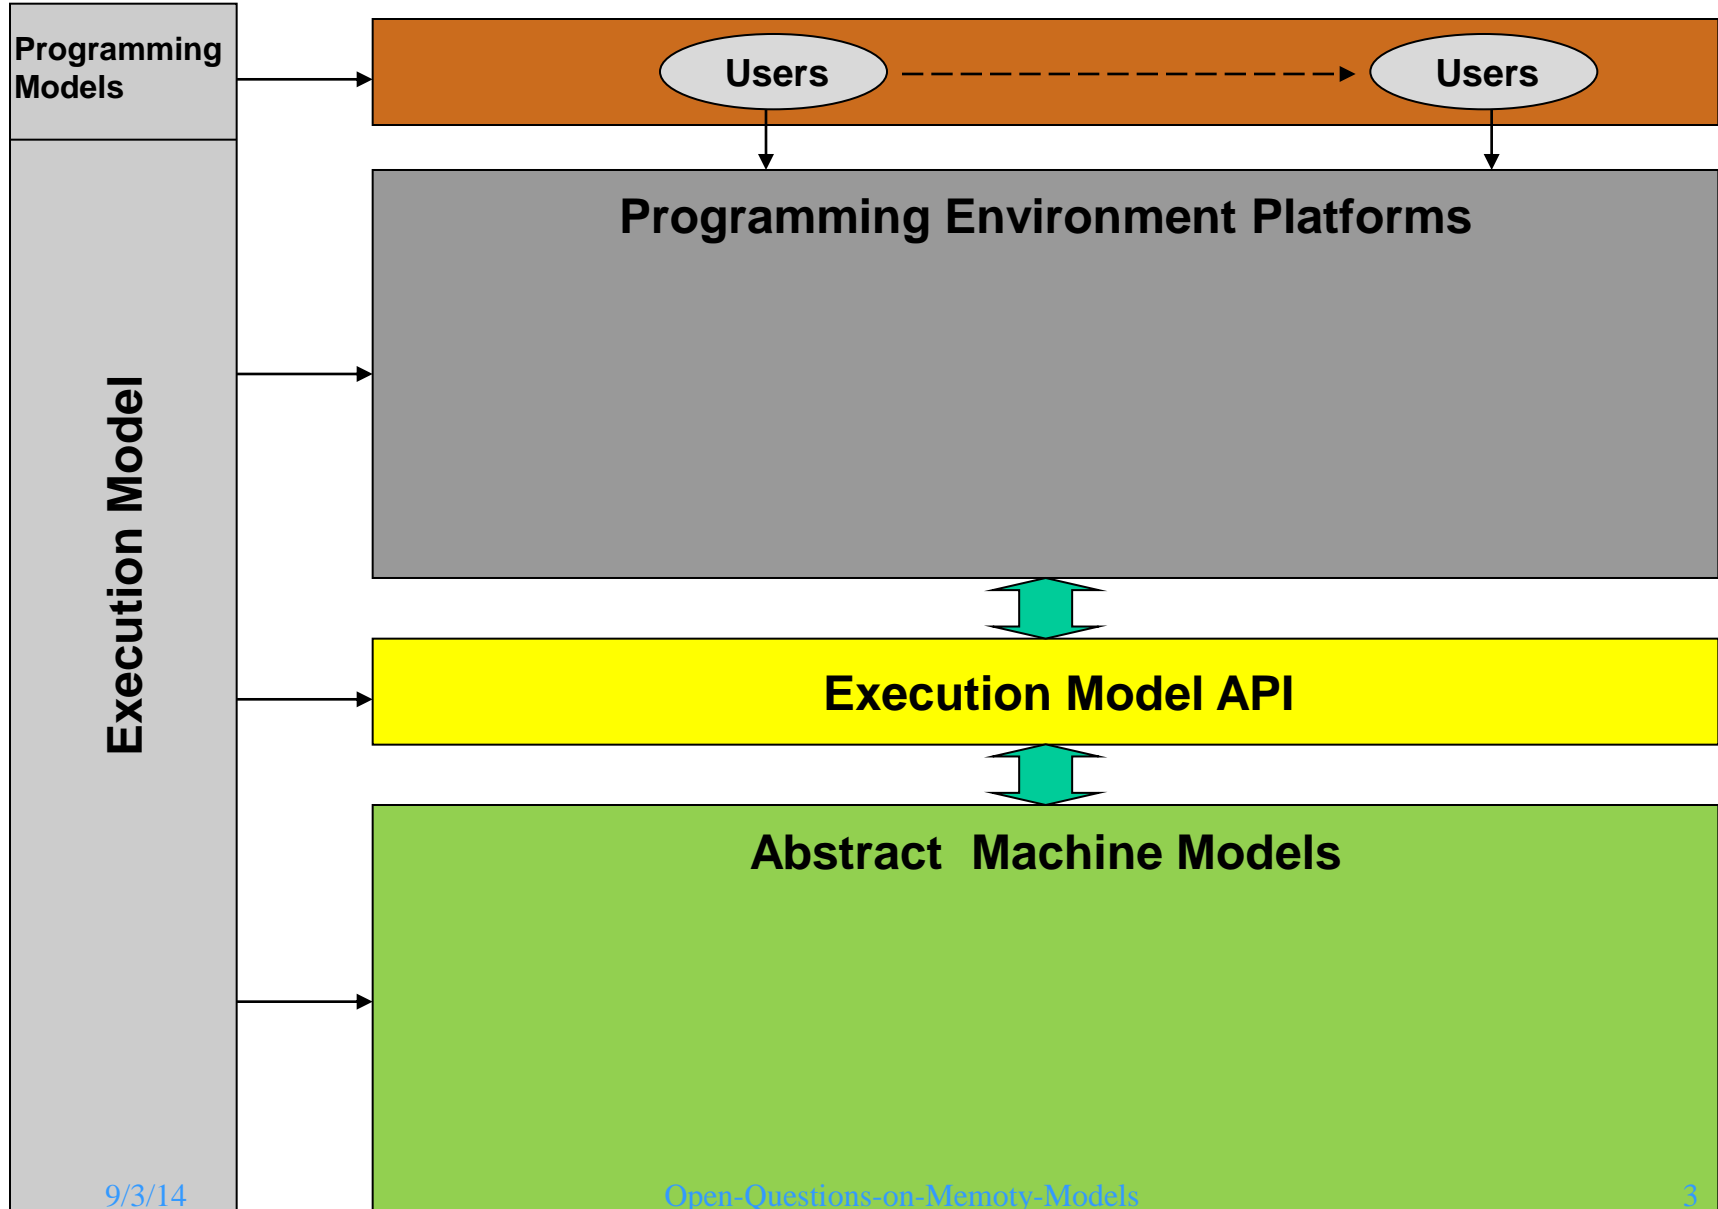 Programming
Models
Users
Users
Programming Environment Platforms
Execution Model
Execution Model API
Abstract  Machine Models
9/3/14
Open-Questions-on-Memoty-Models
3